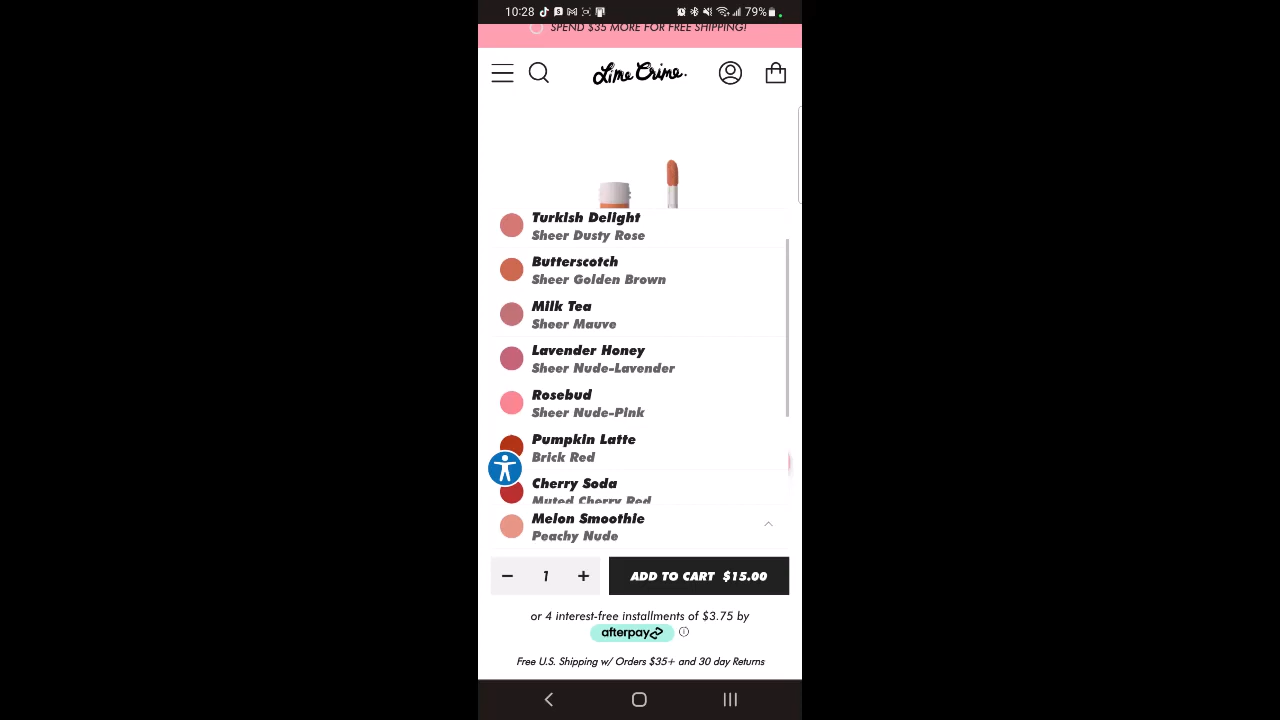 10:28
79%
SPEND $35 MORE FOR FREE SHIPPING!
Lime Crime.
Turkish Delight
Sheer Dusty Rose
Butterscotch
Sheer Golden Brown
Milk Tea
Sheer Mauve
Lavender Honey
Sheer Nude-Lavender
Rosebud
Sheer Nude-Pink
Pumpkin Latte
Brick Red
Cherry Soda
Muted Cherry Red
Melon Smoothie
Peachy Nude
1
ADD TO CART $15.00
or 4 interest-free installments of $3.75 by
afterpay
Free U.S. Shipping w/ Orders $35+ and 30 day Returns